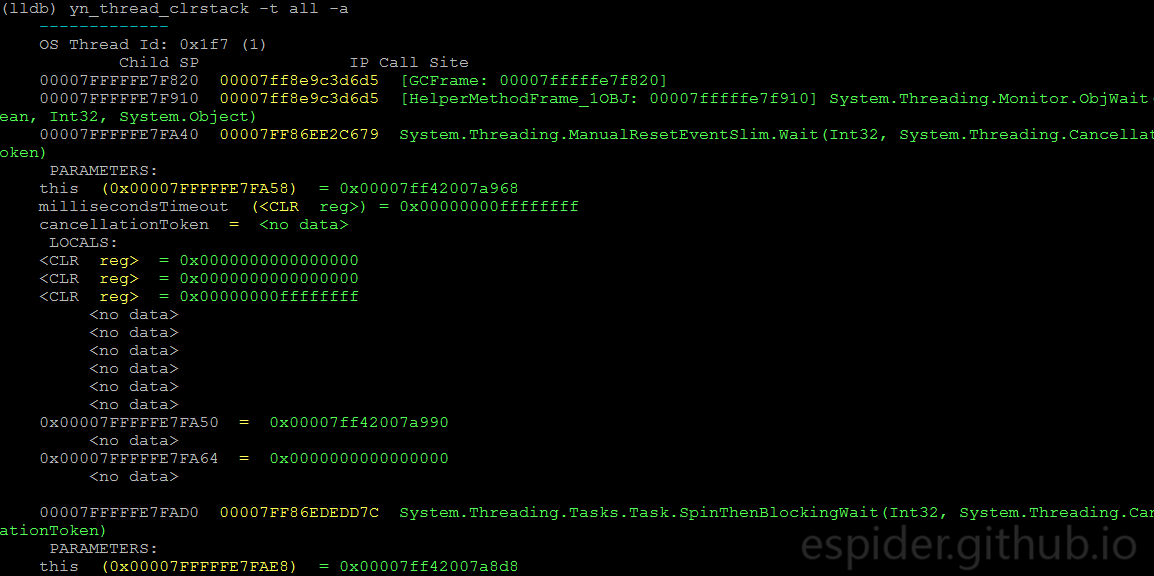 (lldb) yn_thread_clrstack -t all -a
-------------
OS Thread Id: 0x1f7 (1)
Child SP IP Call Site
00007FFFFFE7F820 00007ff8e9c3d6d5 [GCFrame: 00007fffffe7f820]
00007FFFFFE7F910 00007ff8e9c3d6d5 [HelperMethodFrame_1OBJ: 00007fffffe7f910] System.Threading.Monitor.ObjWait(
ean, Int32, System.Object)
00007FFFFFE7FA40 00007FF86EE2C679 System.Threading.ManualResetEventSlim.Wait(Int32, System.Threading.Cancellat
oken)
PARAMETERS:
this (0x00007FFFFFE7FA58) = 0x00007ff42007a968
millisecondsTimeout (<CLR reg>) = 0x00000000ffffffff
cancellationToken = <no data>
LOCALS:
<CLR reg> = 0x0000000000000000
<CLR reg> = 0x0000000000000000
<CLR reg> = 0x00000000ffffffff
<no data>
<no data>
<no data>
<no data>
<no data>
<no data>
0x00007FFFFFE7FA50 = 0x00007ff42007a990
<no data>
0x00007FFFFFE7FA64 = 0x0000000000000000
<no data>
00007FFFFFE7FAD0 00007FF86EDEDD7C System.Threading.Tasks.Task.SpinThenBlockingWait(Int32, System.Threading.Can
ationToken)
PARAMETERS:
this (0x00007FFFFFE7FAE8) = 0x00007ff42007a8d8
espider.github.io